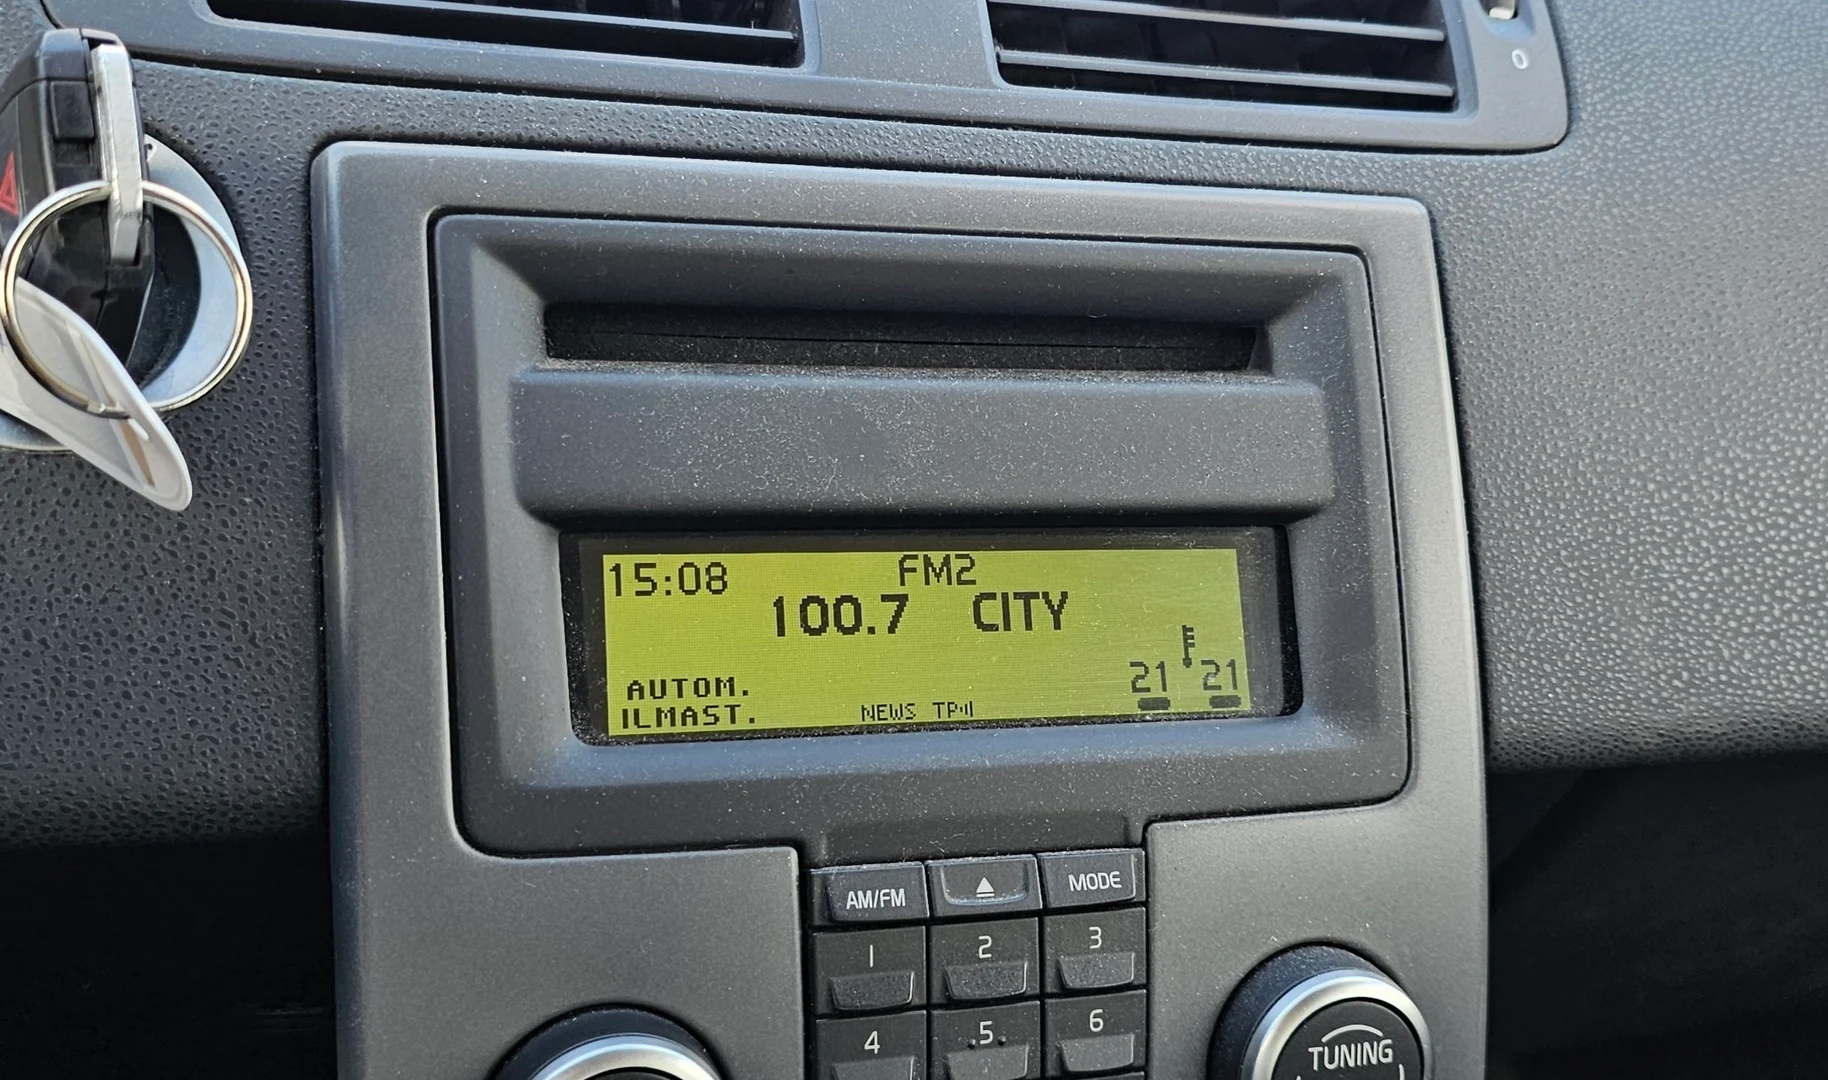 0
15:08 FM2
100.7 CITY
21 21
AUTOM.
ILMAST. NEWS TP
AM/FM MODE
1 2 3
4 .5. 6
TUNING